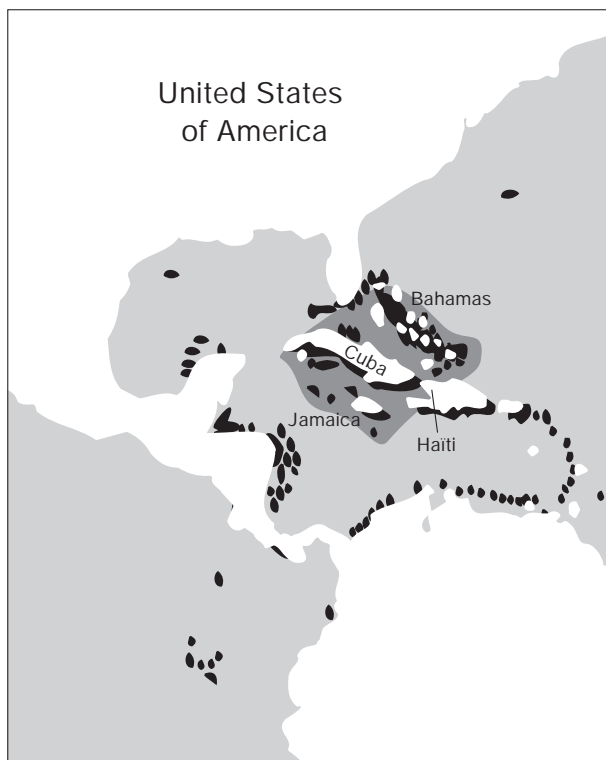 United States
of America
Bahamas
Cuba
Jamaica
Haïti